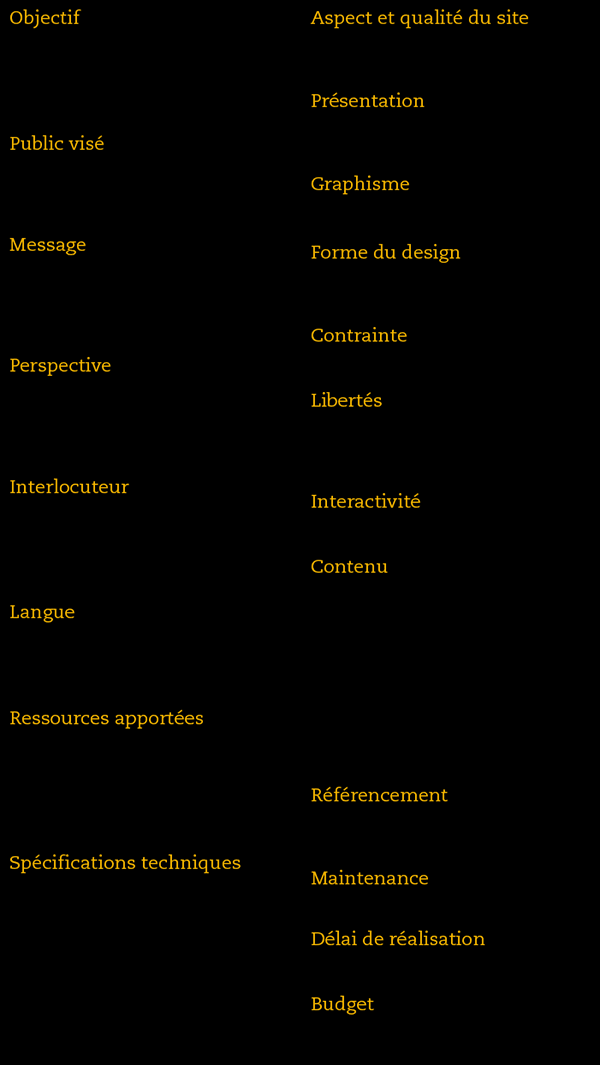 Objectif
Public visé
Message
Perspective
Interlocuteur
Langue
Ressources apportées
Spécifications techniques
Aspect et qualité du site
Présentation
Graphisme
Forme du design
Contrainte
Libertés
Interactivité
Contenu
Référencement
Maintenance
Délai de réalisation
Budget